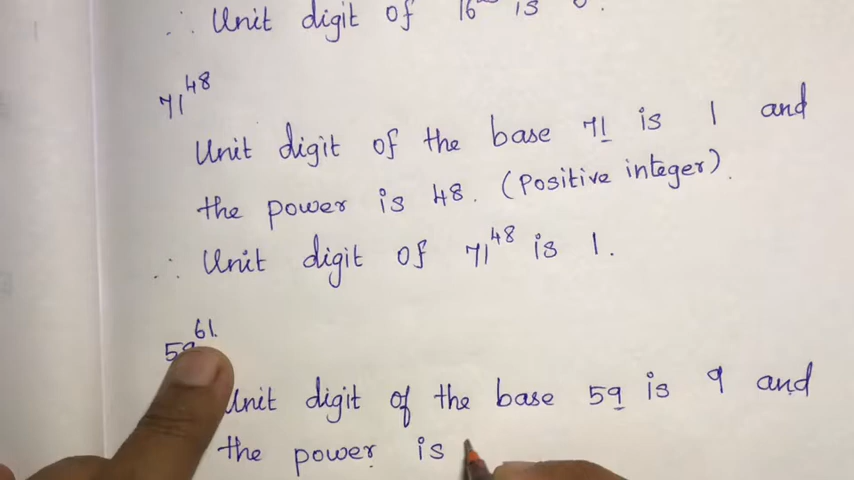 ∴ Unit digit of 16 is
71^48
Unit digit of the base 71 is 1 and
the power is 48. (Positive integer).
∴ Unit digit of 71^48 is 1.
59^61.
Unit digit of the base 59 is 9 and
the power is